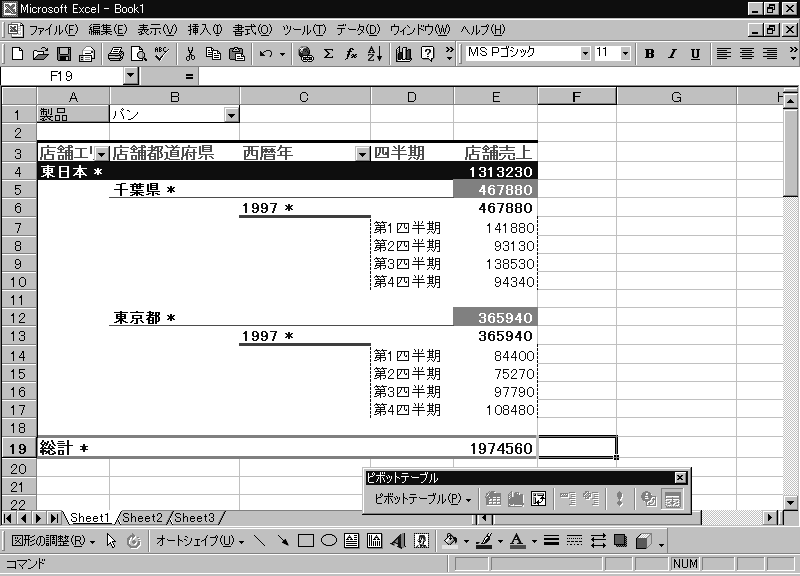 Microsoft Excel - Book1
ファイル(F) 編集(E) 表示(V) 挿入(I) 書式(O) ツール(T) データ(D) ウィンドウ(W) ヘルプ(H)
MS Pゴシック 11 B I U
F19 =
A B C D E F G H
1 製品 パン
2
3 店舗エリ 店舗都道府県 西暦年 四半期 店舗売上
4 東日本 * 1313230
5 千葉県 * 467880
6 1997 * 467880
7 第1四半期 141880
8 第2四半期 93130
9 第3四半期 138530
10 第4四半期 94340
11
12 東京都 * 365940
13 1997 * 365940
14 第1四半期 84400
15 第2四半期 75270
16 第3四半期 97790
17 第4四半期 108480
18
19 総計 * 1974560
20
21
22
ピボットテーブル
ピボットテーブル(P)
Sheet1 Sheet2 Sheet3
図形の調整(R) オートシェイプ(U)
コマンド NUM